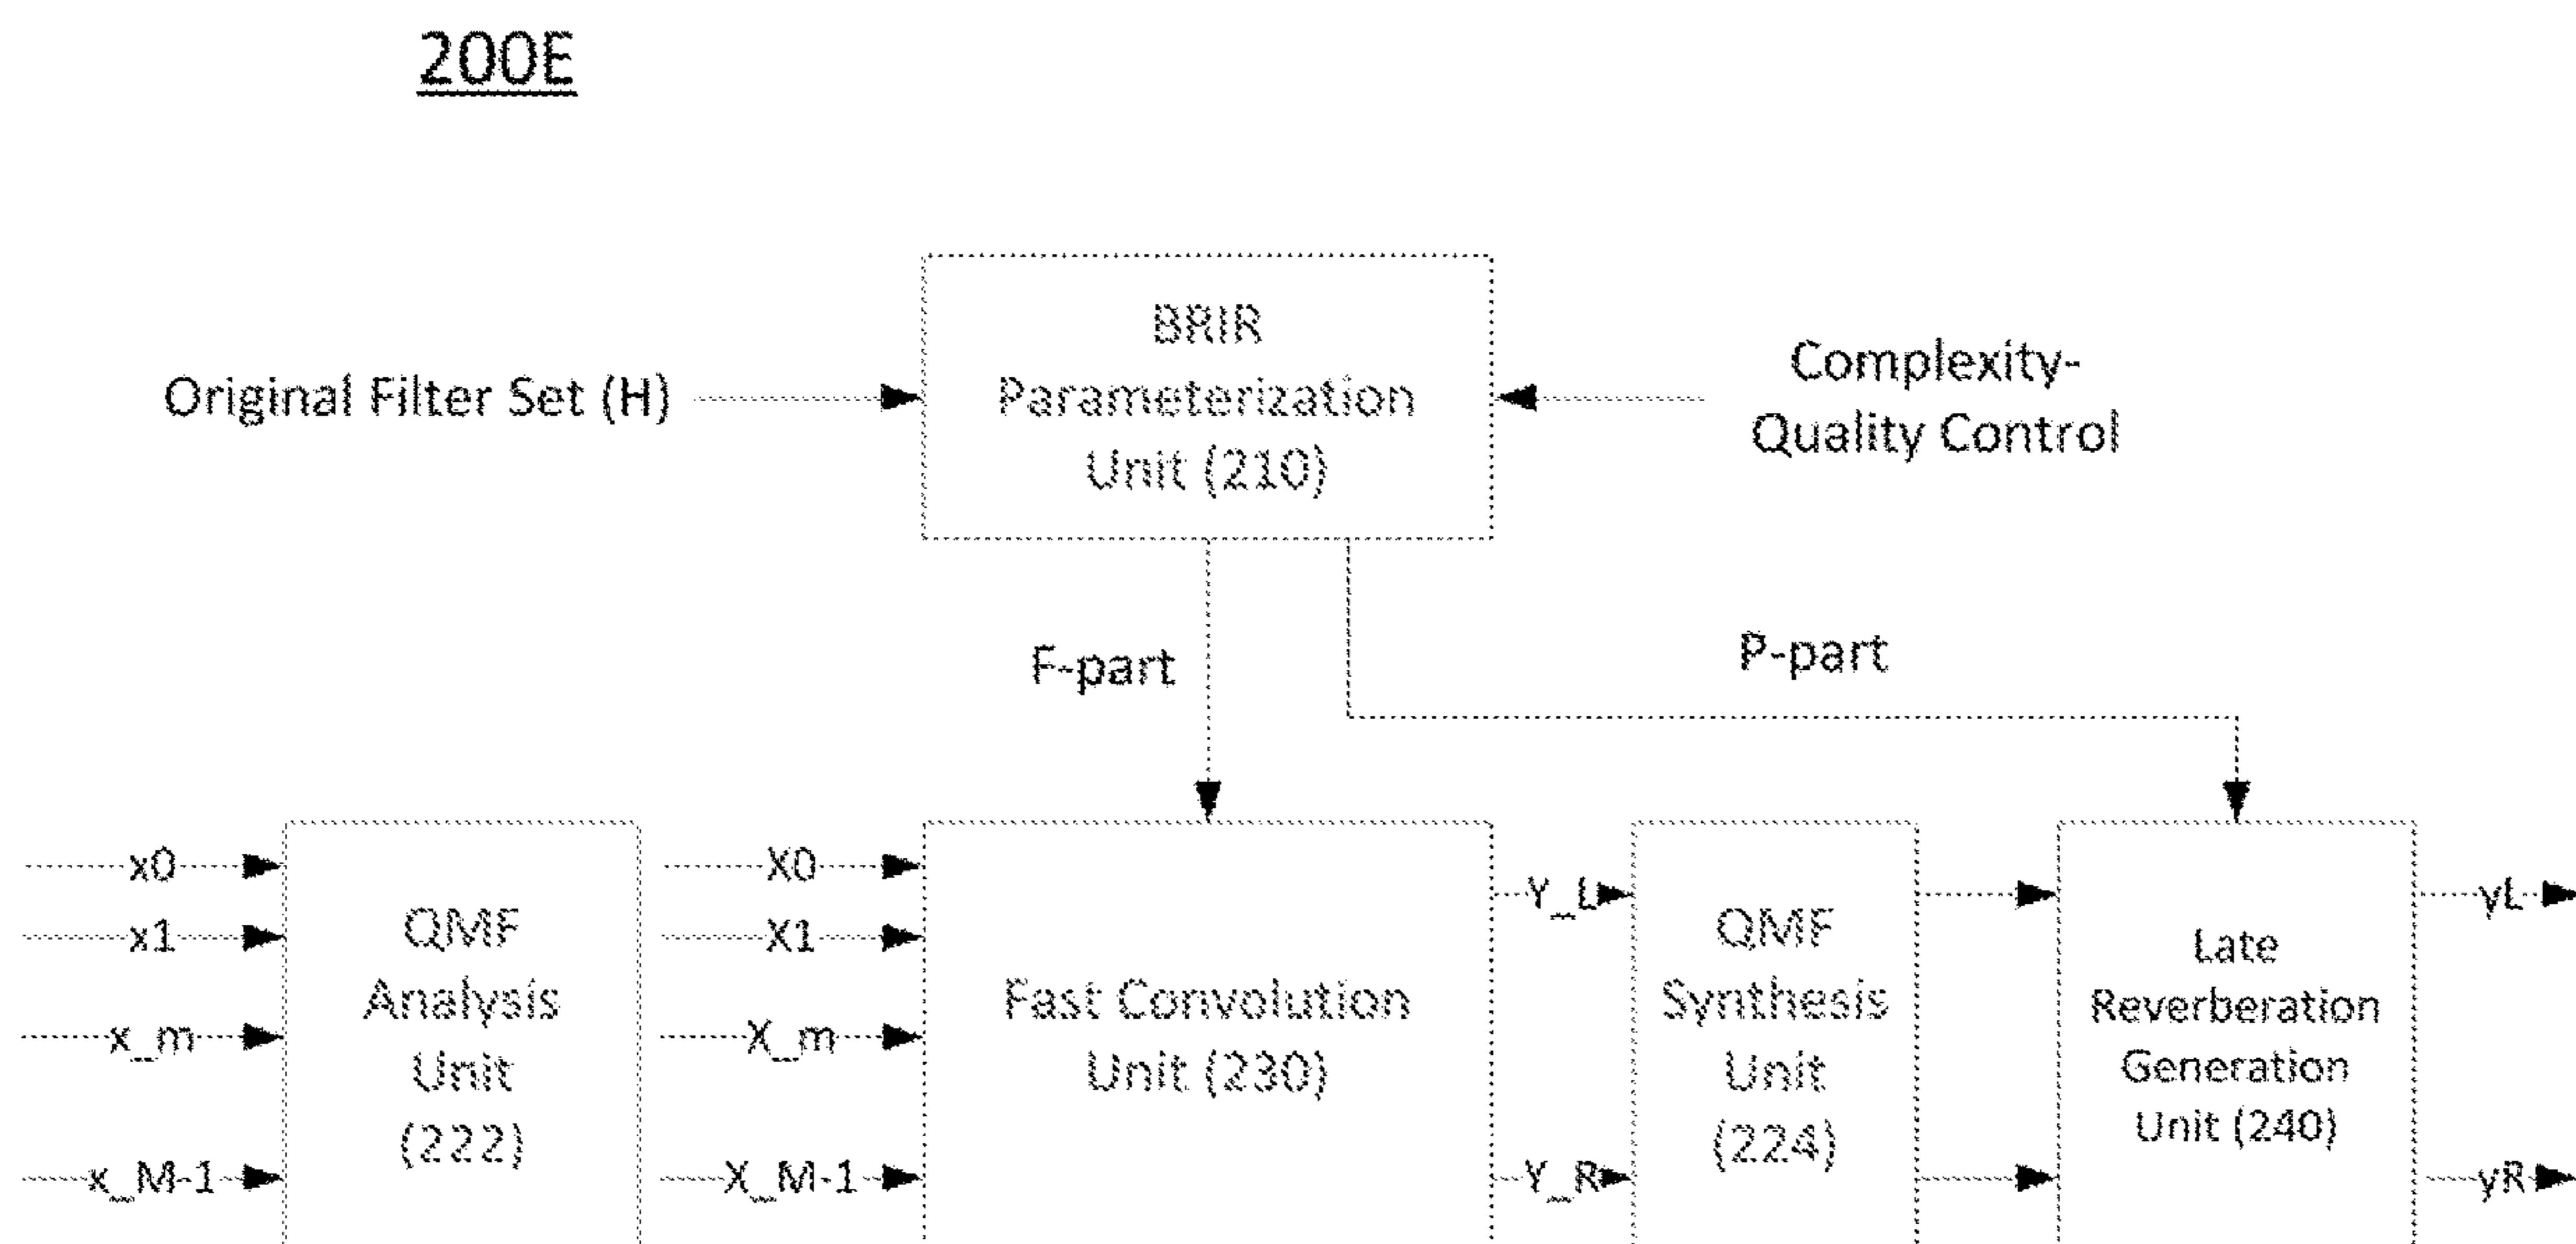 200E
BRIR
Parameterization
Unit (210)
Original Filter Set (H)
Complexity-
Quality Control
F-part
P-part
x0
x1
x_m
x_M-1
QMF
Analysis
Unit
(222)
X0
X1
X_m
X_M-1
Fast Convolution
Unit (230)
Y_L
Y_R
QMF
Synthesis
Unit
(224)
Late
Reverberation
Generation
Unit (240)
yL
yR